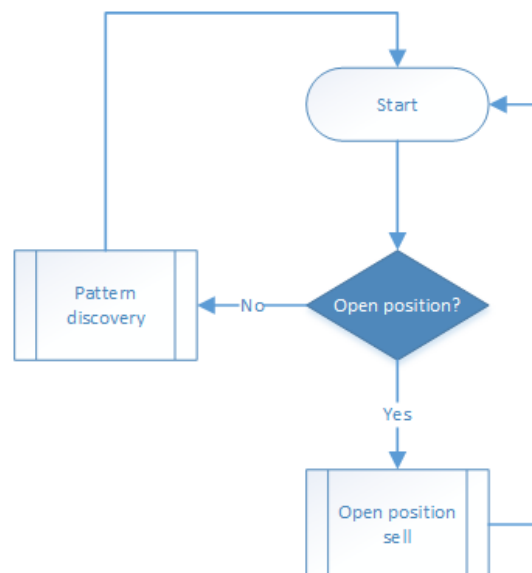 Start
Open position?
No
Pattern
discovery
Yes
Open position
sell